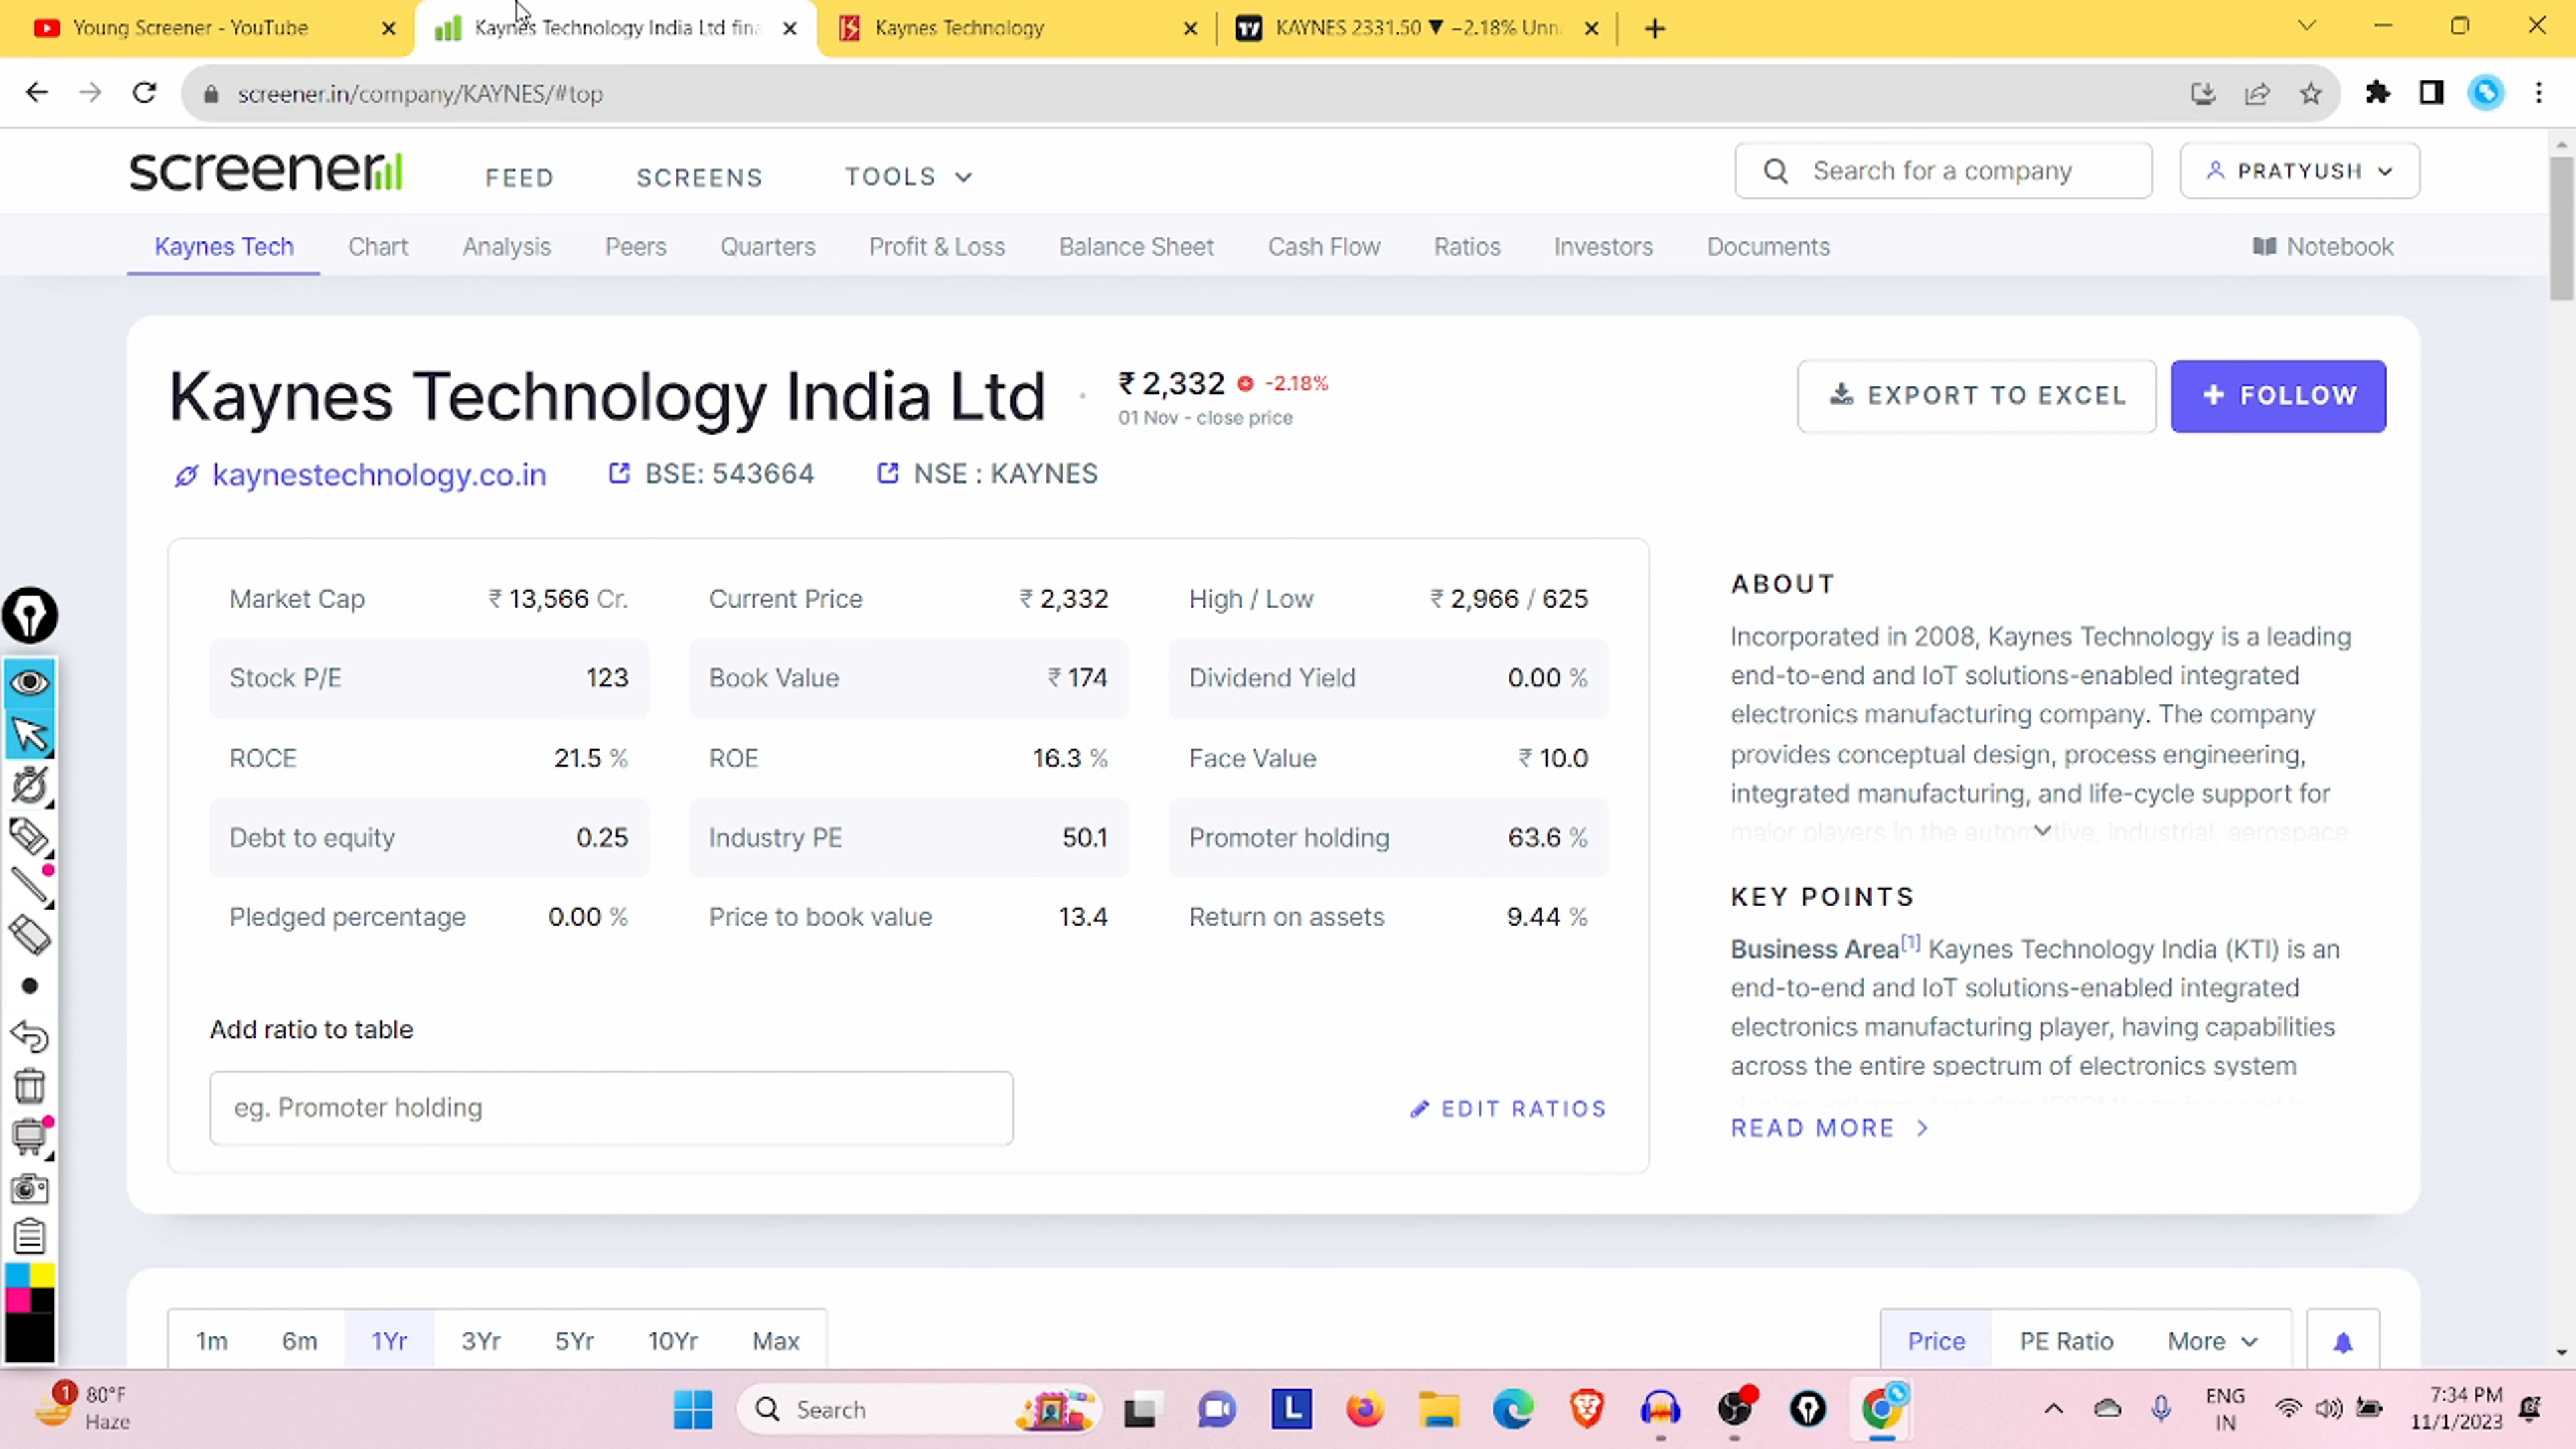 Young Screener - YouTube
Kaynes Technology India Ltd fina
Kaynes Technology
KAYNES 2331.50 ▼ −2.18% Unn
screener.in/company/KAYNES/#top
screener
FEED
SCREENS
TOOLS
Search for a company
PRATYUSH
Kaynes Tech
Chart
Analysis
Peers
Quarters
Profit & Loss
Balance Sheet
Cash Flow
Ratios
Investors
Documents
Notebook
Kaynes Technology India Ltd
₹ 2,332 -2.18%
01 Nov - close price
EXPORT TO EXCEL
+ FOLLOW
kaynestechnology.co.in
BSE: 543664
NSE : KAYNES
Market Cap ₹ 13,566 Cr.
Current Price ₹ 2,332
High / Low ₹ 2,966 / 625
Stock P/E 123
Book Value ₹ 174
Dividend Yield 0.00 %
ROCE 21.5 %
ROE 16.3 %
Face Value ₹ 10.0
Debt to equity 0.25
Industry PE 50.1
Promoter holding 63.6 %
Pledged percentage 0.00 %
Price to book value 13.4
Return on assets 9.44 %
Add ratio to table
eg. Promoter holding
EDIT RATIOS
ABOUT
Incorporated in 2008, Kaynes Technology is a leading
end-to-end and IoT solutions-enabled integrated
electronics manufacturing company. The company
provides conceptual design, process engineering,
integrated manufacturing, and life-cycle support for
major players in the automotive, industrial, aerospace
KEY POINTS
Business Area[1] Kaynes Technology India (KTI) is an
end-to-end and IoT solutions-enabled integrated
electronics manufacturing player, having capabilities
across the entire spectrum of electronics system
READ MORE >
1m
6m
1Yr
3Yr
5Yr
10Yr
Max
Price
PE Ratio
More
1
80°F
Haze
Search
L
ENG
IN
7:34 PM
11/1/2023